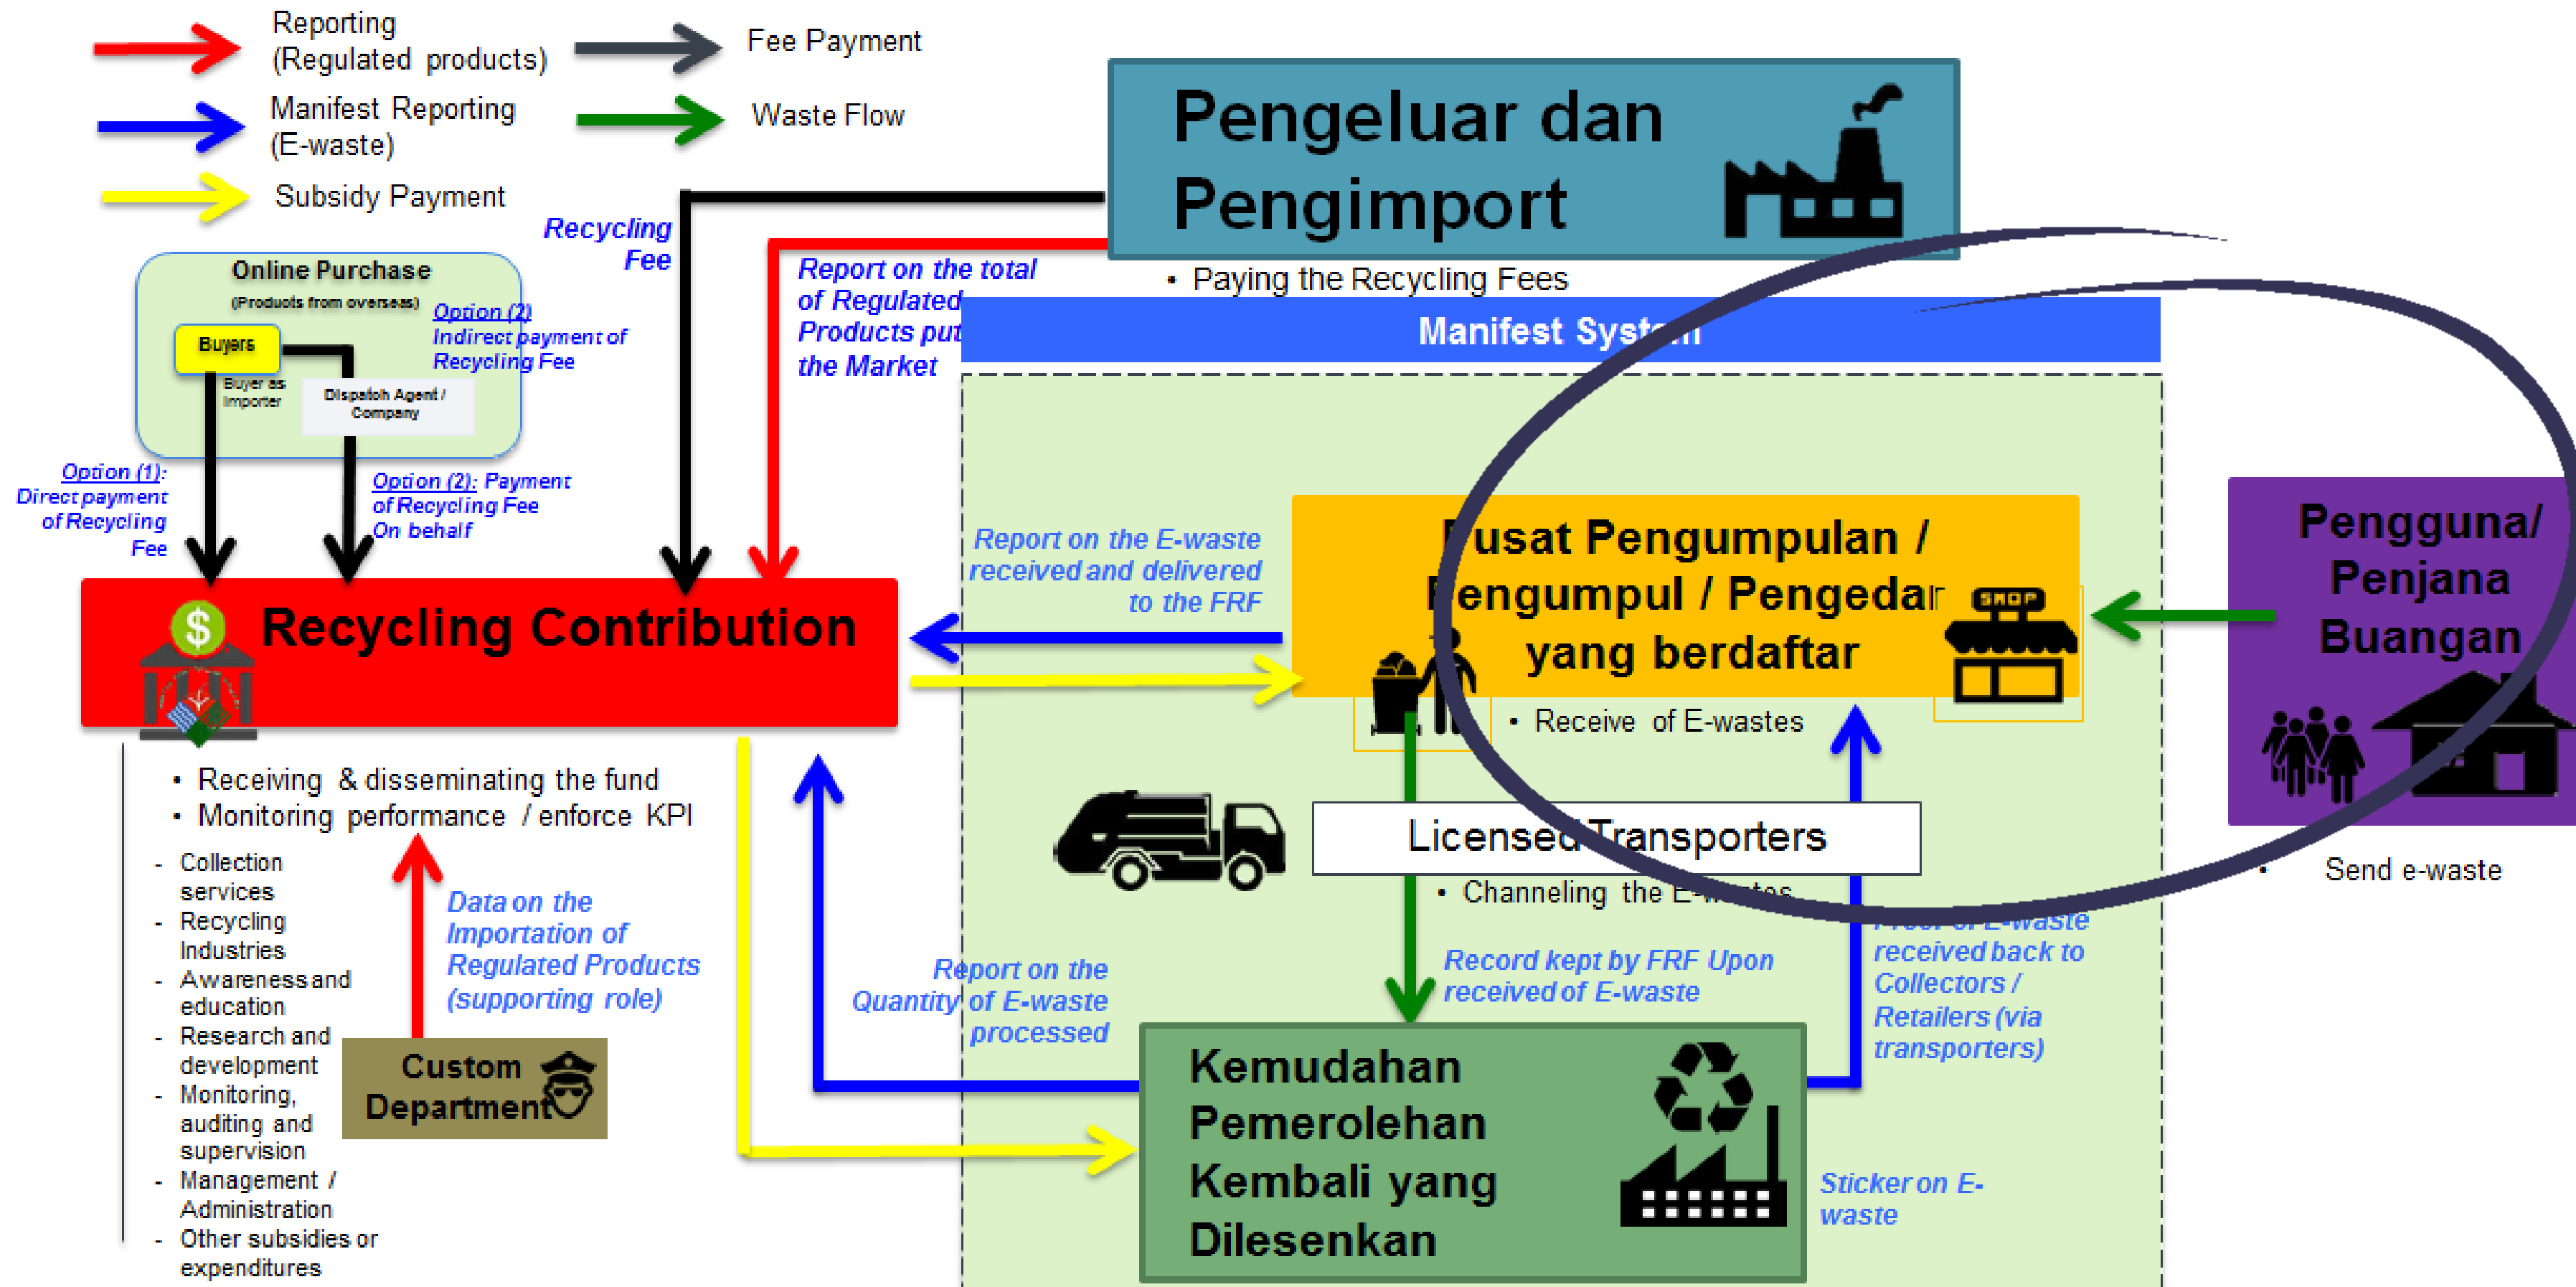 Reporting
(Regulated products)
Fee Payment
Manifest Reporting
(E-waste)
Waste Flow
Subsidy Payment
Pengeluar dan
Pengimport
• Paying the Recycling Fees
Recycling
Fee
Report on the total
of Regulated
Products put
the Market
Online Purchase
(Products from overseas)
Option (2)
Indirect payment of
Recycling Fee
Buyers
Buyer as
Importer
Dispatch Agent /
Company
Option (1):
Direct payment
of Recycling
Fee
Option (2): Payment
of Recycling Fee
On behalf
Manifest System
Report on the E-waste
received and delivered
to the FRF
Pusat Pengumpulan /
Pengumpul / Pengedar
yang berdaftar
SHOP
• Receive of E-wastes
Pengguna/
Penjana
Buangan
• Send e-waste
$
Recycling Contribution
• Receiving & disseminating the fund
• Monitoring performance / enforce KPI
- Collection
services
- Recycling
Industries
- Awareness and
education
- Research and
development
- Monitoring,
auditing and
supervision
- Management /
Administration
- Other subsidies or
expenditures
Data on the
Importation of
Regulated Products
(supporting role)
Custom
Department
Licensed Transporters
• Channeling the E-wastes
Report on the
Quantity of E-waste
processed
Record kept by FRF Upon
received of E-waste
Proof of E-waste
received back to
Collectors /
Retailers (via
transporters)
Kemudahan
Pemerolehan
Kembali yang
Dilesenkan
Sticker on E-
waste